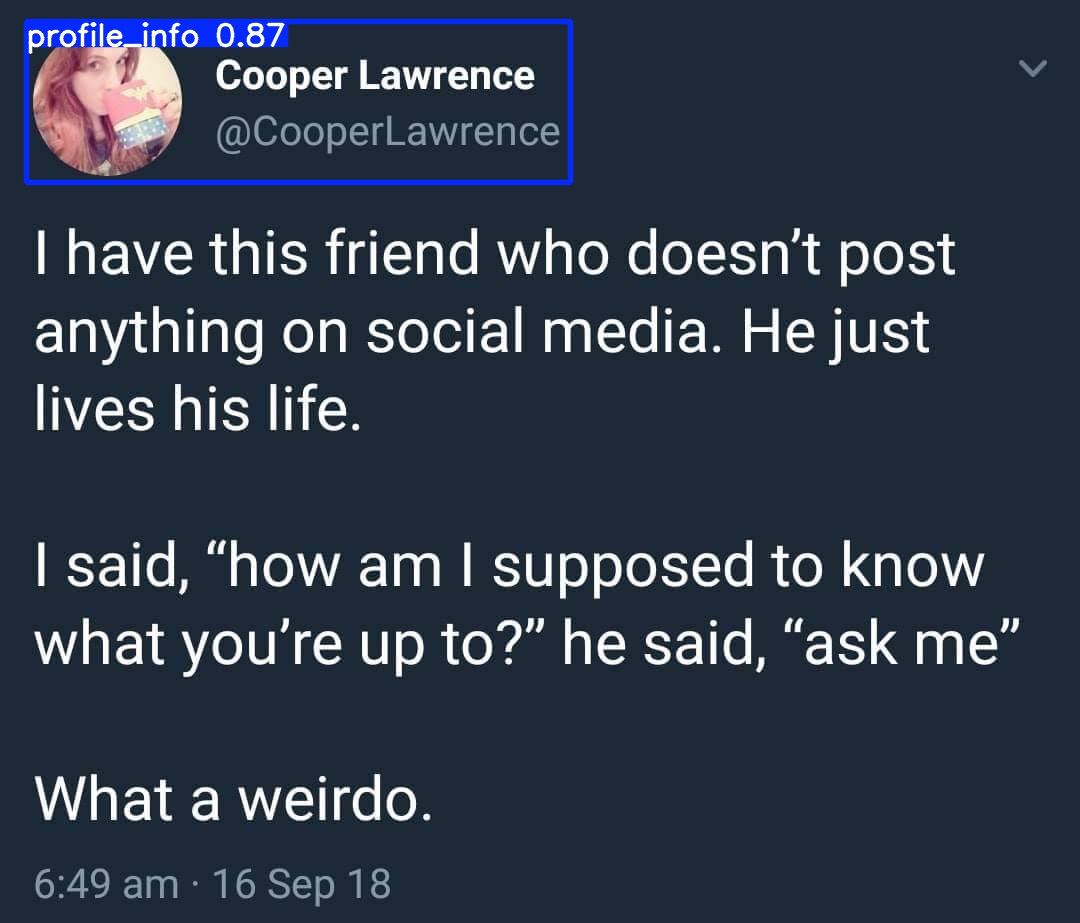 profile_info 0.87
Cooper Lawrence
@CooperLawrence
I have this friend who doesn’t post
anything on social media. He just
lives his life.
I said, “how am I supposed to know
what you’re up to?” he said, “ask me”
What a weirdo.
6:49 am · 16 Sep 18